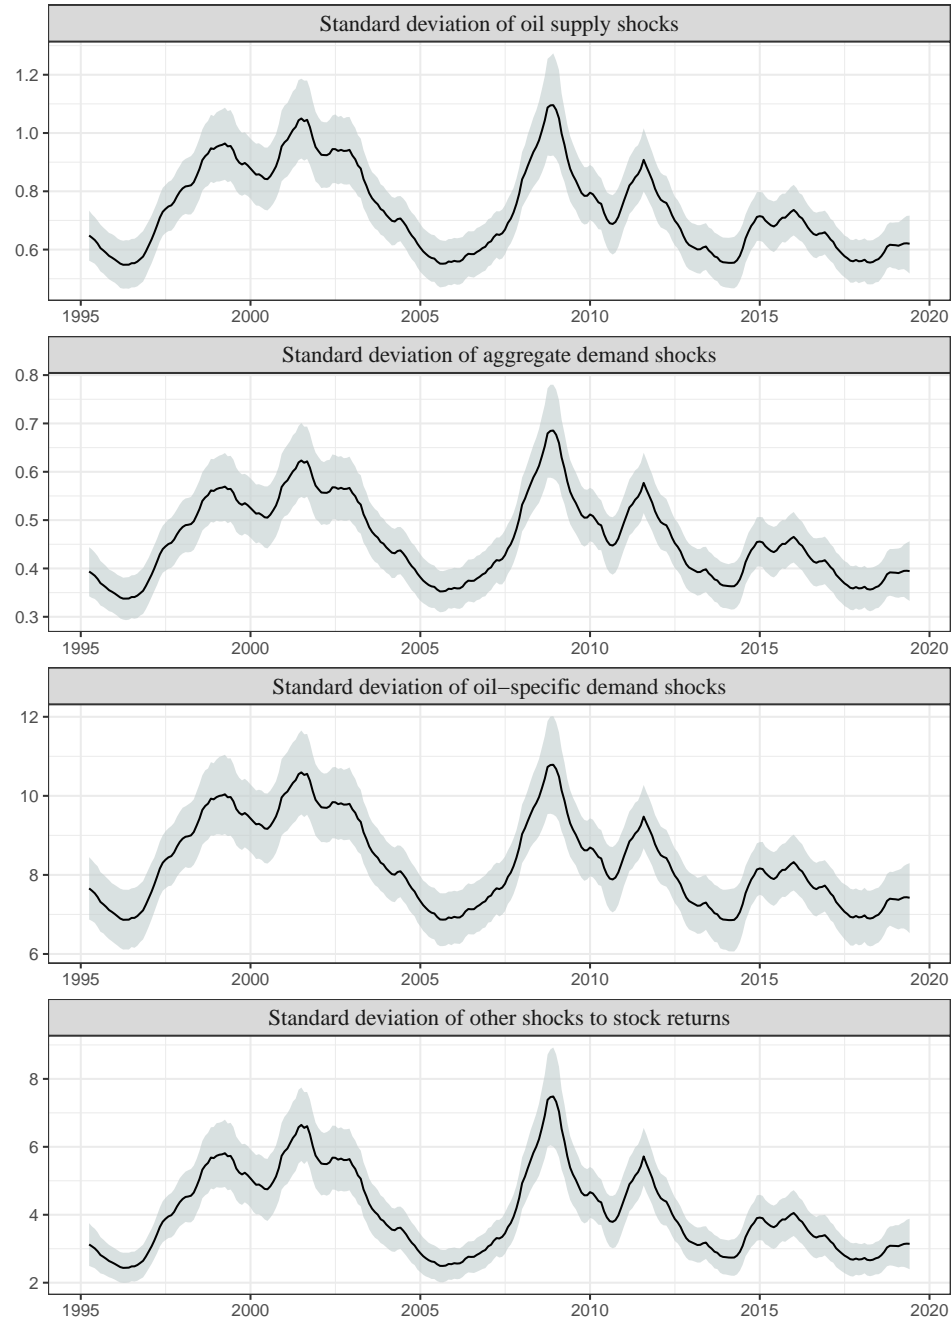 Standard deviation of oil supply shocks
1.2
1.0
0.8
0.6
1995 2000 2005 2010 2015 2020
Standard deviation of aggregate demand shocks
0.8
0.7
0.6
0.5
0.4
0.3
1995 2000 2005 2010 2015 2020
Standard deviation of oil−specific demand shocks
12
10
8
6
1995 2000 2005 2010 2015 2020
Standard deviation of other shocks to stock returns
8
6
4
2
1995 2000 2005 2010 2015 2020